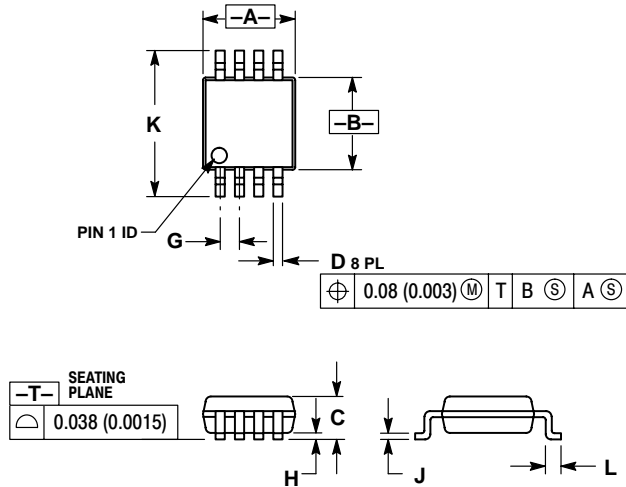 –A–
K
–B–
PIN 1 ID
G
D 8 PL
⌖ 0.08 (0.003) Ⓜ T B Ⓢ A Ⓢ
–T– SEATING
PLANE
⌓ 0.038 (0.0015)
C
H
J
L